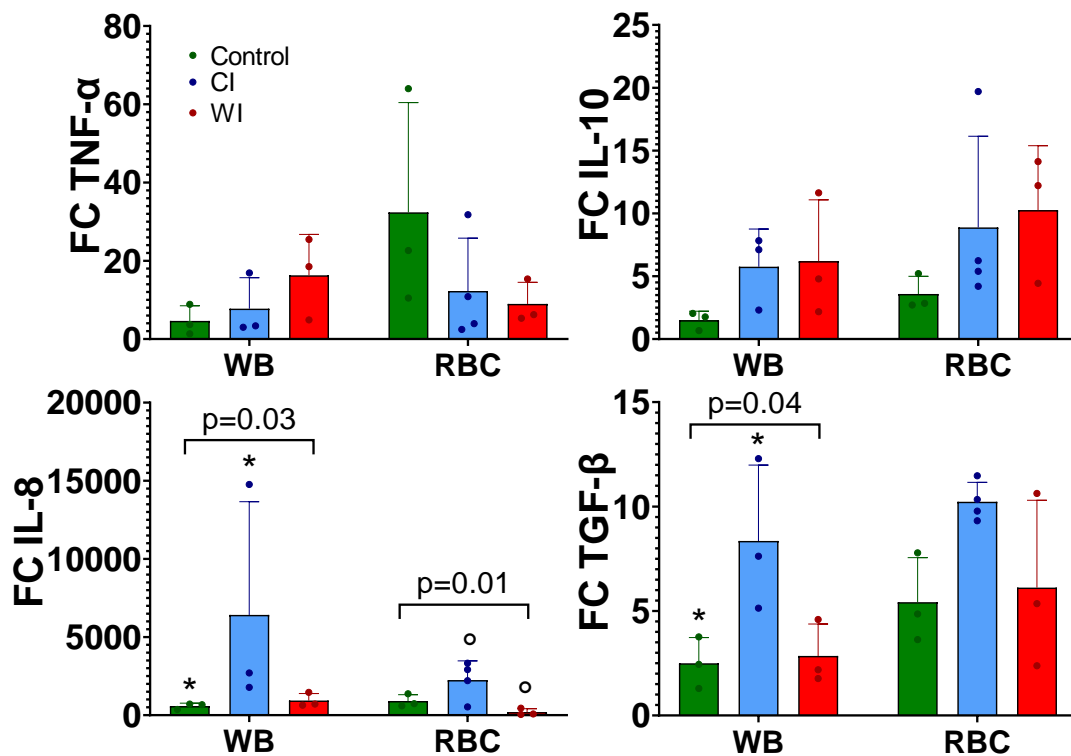 FC TNF-α
80
60
40
20
0
Control
CI
WI
WB
RBC
FC IL-10
25
20
15
10
5
0
WB
RBC
FC IL-8
20000
15000
10000
5000
0
p=0.03
*
*
p=0.01
WB
RBC
FC TGF-β
15
10
5
0
p=0.04
*
*
WB
RBC